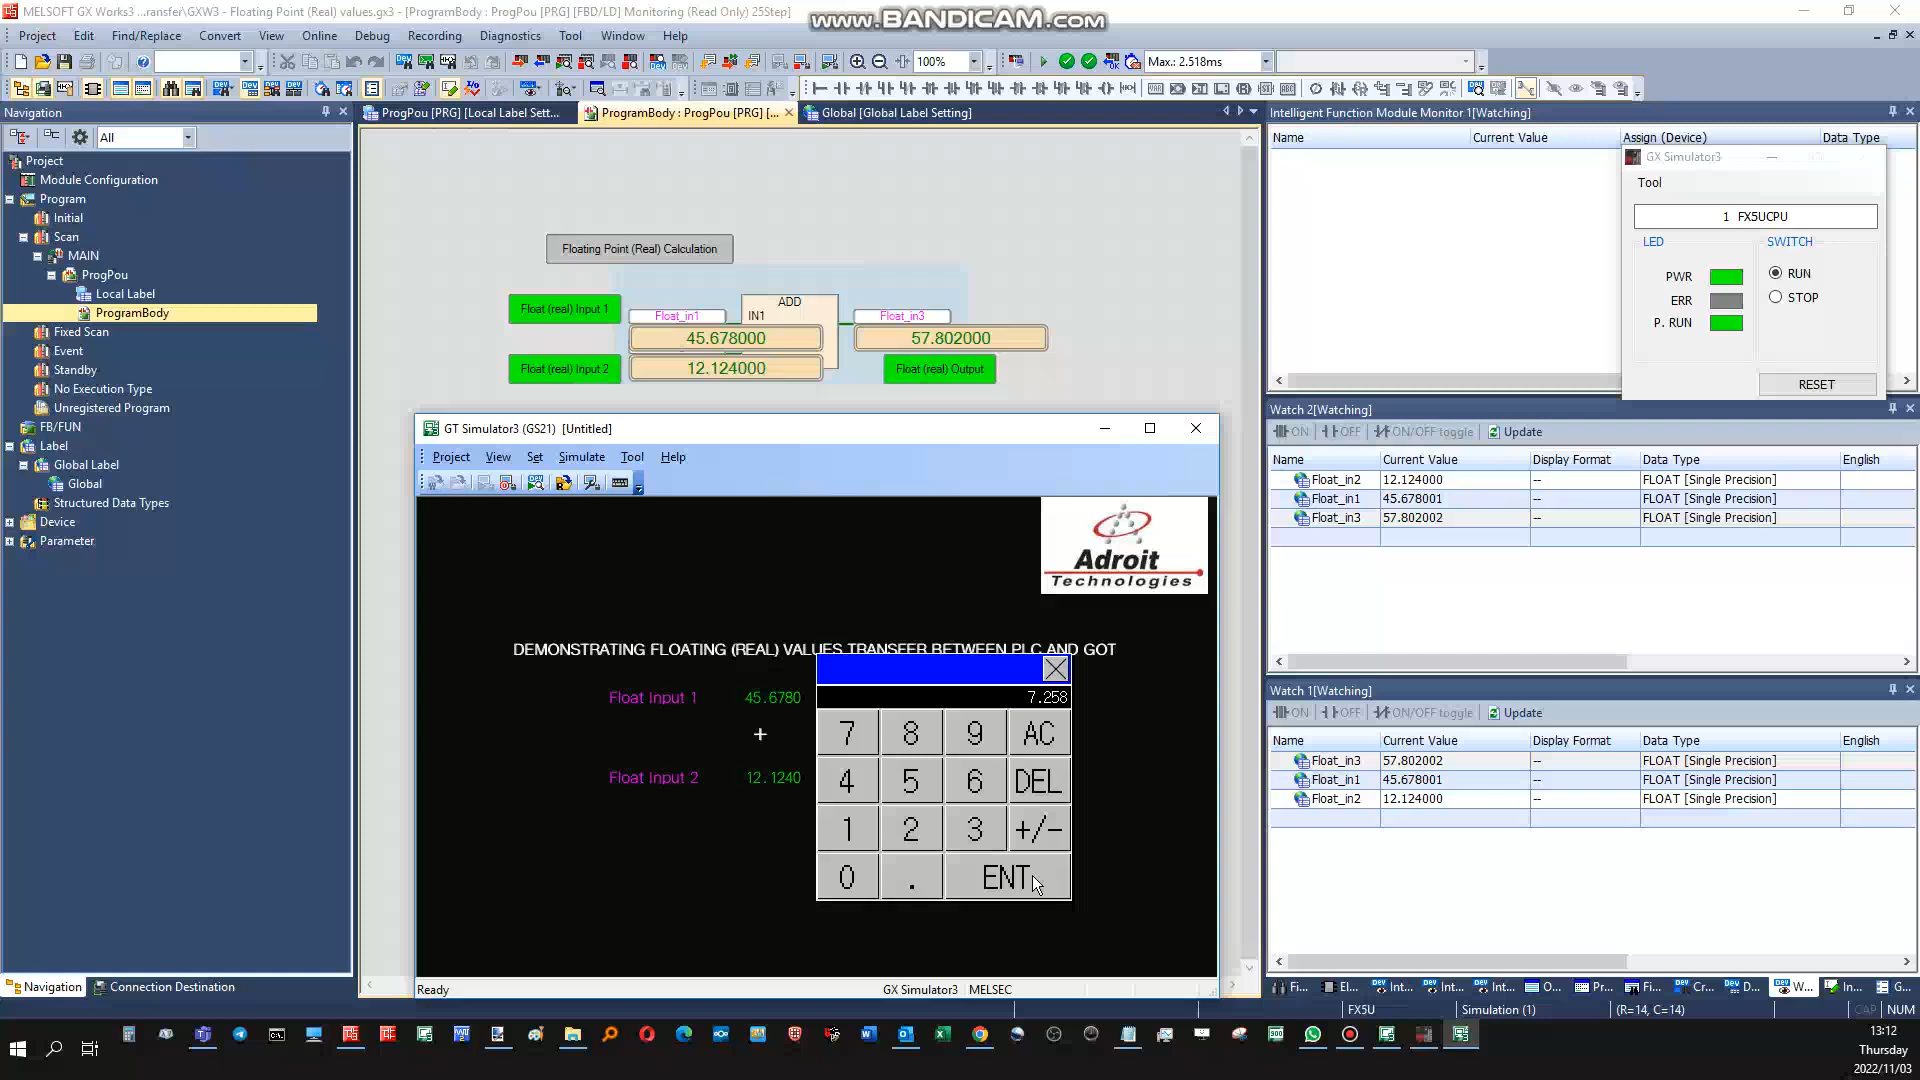 MELSOFT GX Works3 ...ransfer\GXW3 - Floating Point (Real) values.gx3 - [ProgramBody : ProgPou [PRG] [FBD/LD] Monitoring (Read Only) 25Step]
www.BANDICAM.com
Project Edit Find/Replace Convert View Online Debug Recording Diagnostics Tool Window Help
100%
Max.: 2.518ms
Navigation
ProgPou [PRG] [Local Label Sett...
ProgramBody : ProgPou [PRG] [...
Global [Global Label Setting]
Intelligent Function Module Monitor 1[Watching]
All
Name Current Value Assign (Device) Data Type
Project
Module Configuration
Program
Initial
Scan
MAIN
ProgPou
Local Label
ProgramBody
Fixed Scan
Event
Standby
No Execution Type
Unregistered Program
FB/FUN
Label
Global Label
Global
Structured Data Types
Device
Parameter
Floating Point (Real) Calculation
Float (real) Input 1
Float_in1
ADD
IN1
Float_in3
45.678000
57.802000
Float (real) Input 2
12.124000
Float (real) Output
GX Simulator3
Tool
1 FX5UCPU
LED
SWITCH
PWR
RUN
ERR
STOP
P. RUN
RESET
GT Simulator3 (GS21) [Untitled]
Project View Set Simulate Tool Help
Adroit
Technologies
DEMONSTRATING FLOATING (REAL) VALUES TRANSFER BETWEEN PLC AND GOT
Float Input 1 45.6780
+
Float Input 2 12.1240
7.258
7 8 9 AC
4 5 6 DEL
1 2 3 +/-
0 . ENT
Ready
GX Simulator3 MELSEC
Watch 2[Watching]
ON OFF ON/OFF toggle Update
Name Current Value Display Format Data Type English
Float_in2 12.124000 -- FLOAT [Single Precision]
Float_in1 45.678001 -- FLOAT [Single Precision]
Float_in3 57.802002 -- FLOAT [Single Precision]
Watch 1[Watching]
ON OFF ON/OFF toggle Update
Name Current Value Display Format Data Type English
Float_in3 57.802002 -- FLOAT [Single Precision]
Float_in1 45.678001 -- FLOAT [Single Precision]
Float_in2 12.124000 -- FLOAT [Single Precision]
Navigation
Connection Destination
Fi... El... Int... Int... Int... O... Pr... Fi... Cr... D... W... In... G...
FX5U
Simulation (1)
(R=14, C=14)
CAP
NUM
13:12
Thursday
2022/11/03